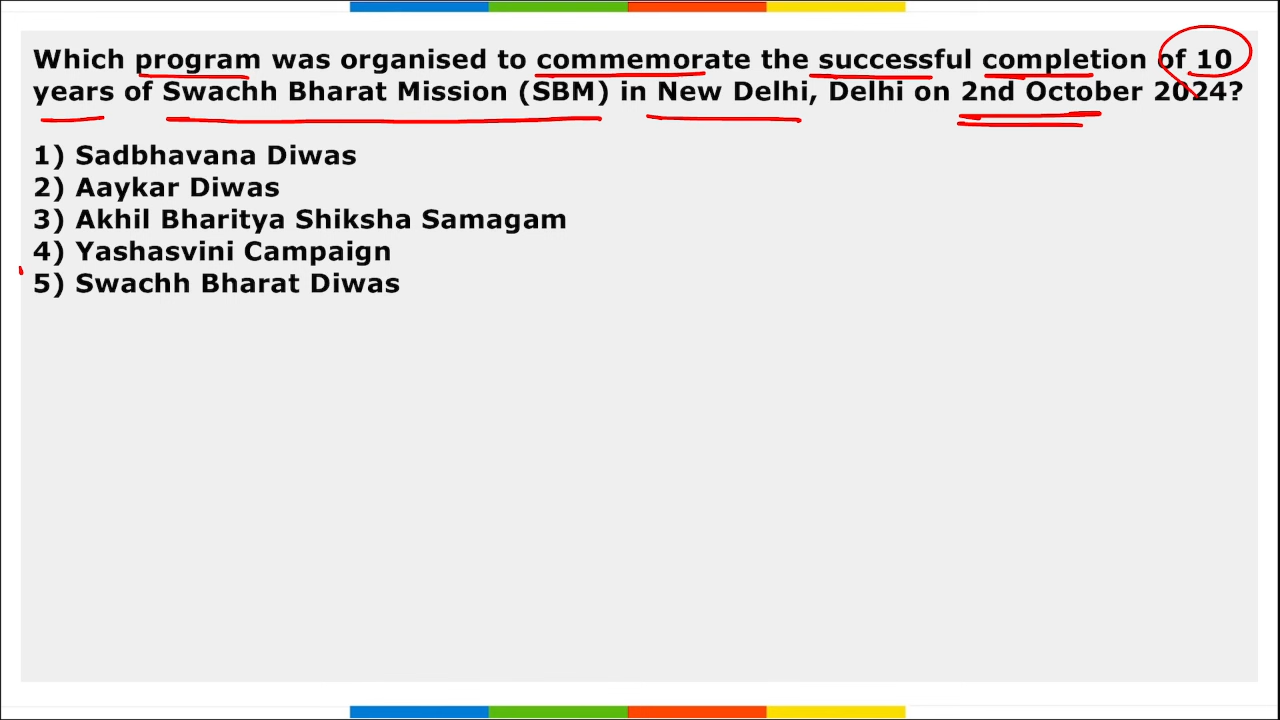 Which program was organised to commemorate the successful completion of 10
years of Swachh Bharat Mission (SBM) in New Delhi, Delhi on 2nd October 2024?
1) Sadbhavana Diwas
2) Aaykar Diwas
3) Akhil Bharitya Shiksha Samagam
4) Yashasvini Campaign
5) Swachh Bharat Diwas